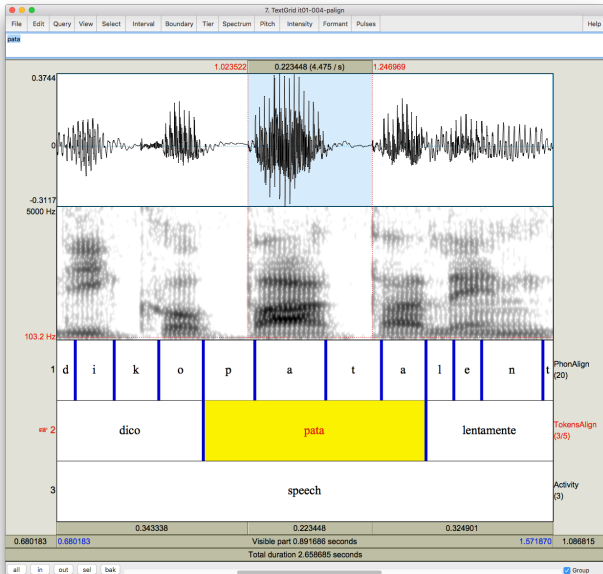 7. TextGrid it01-004-palign
File Edit Query View Select Interval Boundary Tier Spectrum Pitch Intensity Formant Pulses Help
pata
1.023522 0.223448 (4.475 / s) 1.246969
0.3744
0
-0.3117
5000 Hz
103.2 Hz
1 d i k o p a t a l e n t PhonAlign
(20)
2 dico pata lentamente TokensAlign
(3/5)
3 speech Activity
(3)
0.343338 0.223448 0.324901
0.680183 0.680183 Visible part 0.891686 seconds 1.571870 1.086815
Total duration 2.658685 seconds
all in out sel bak Group